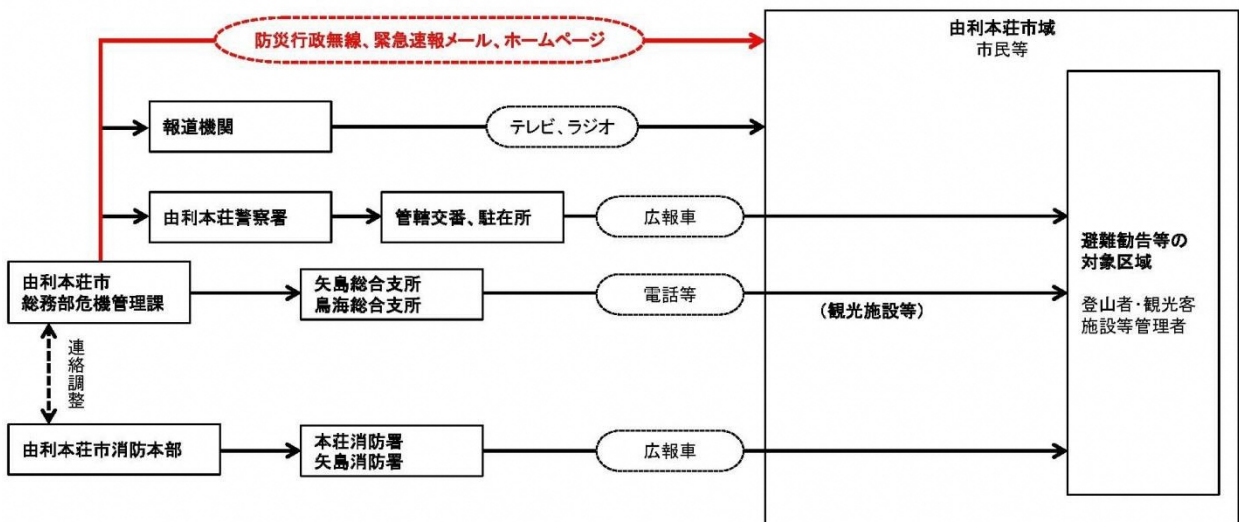 防災行政無線、緊急速報メール、ホームページ
由利本荘市域
市民等
報道機関
テレビ、ラジオ
由利本荘警察署
管轄交番、駐在所
広報車
避難勧告等の
対象区域
登山者・観光客
施設等管理者
由利本荘市
総務部危機管理課
矢島総合支所
鳥海総合支所
電話等
（観光施設等）
連絡調整
由利本荘市消防本部
本荘消防署
矢島消防署
広報車